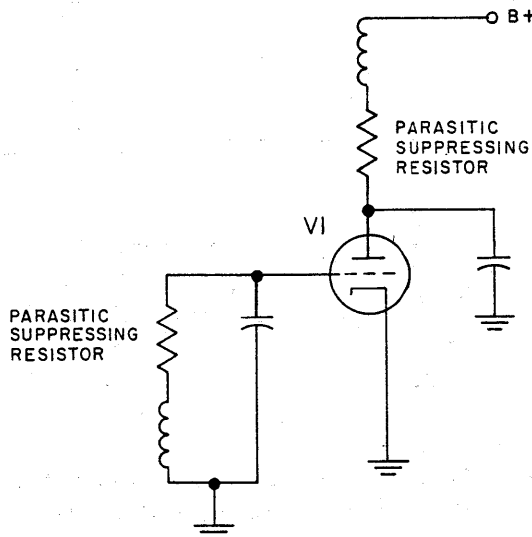 B+
PARASITIC
SUPPRESSING
RESISTOR
V1
PARASITIC
SUPPRESSING
RESISTOR